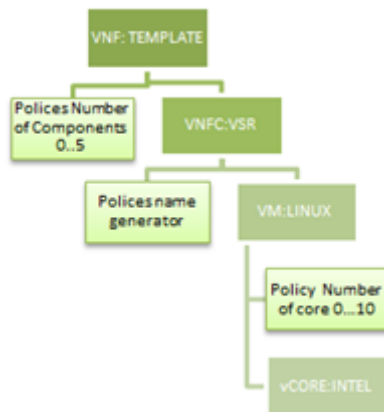 VNF: TEMPLATE
Polices Number
of Components
0..5
VNFC:VSR
Polices name
generator
VM:LINUX
Policy Number
of core 0...10
vCORE:INTEL